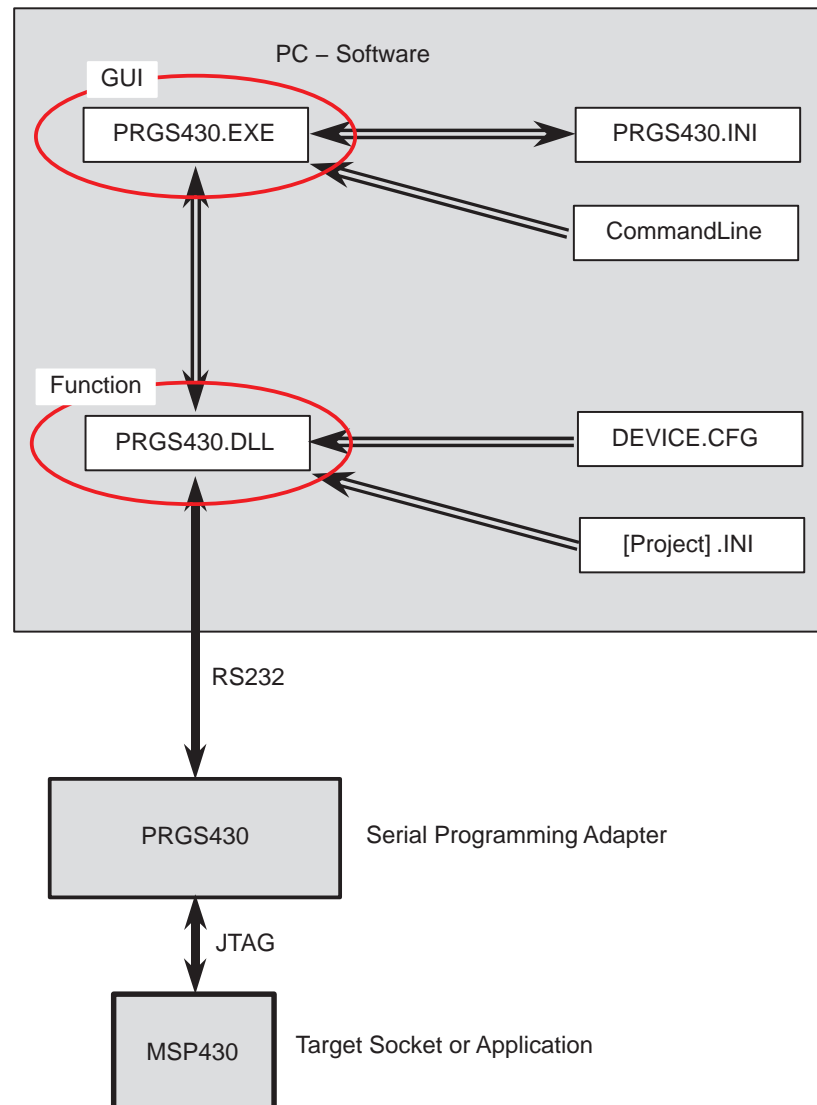 PC – Software
GUI
PRGS430.EXE
PRGS430.INI
CommandLine
Function
PRGS430.DLL
DEVICE.CFG
[Project] .INI
RS232
PRGS430
Serial Programming Adapter
JTAG
MSP430
Target Socket or Application